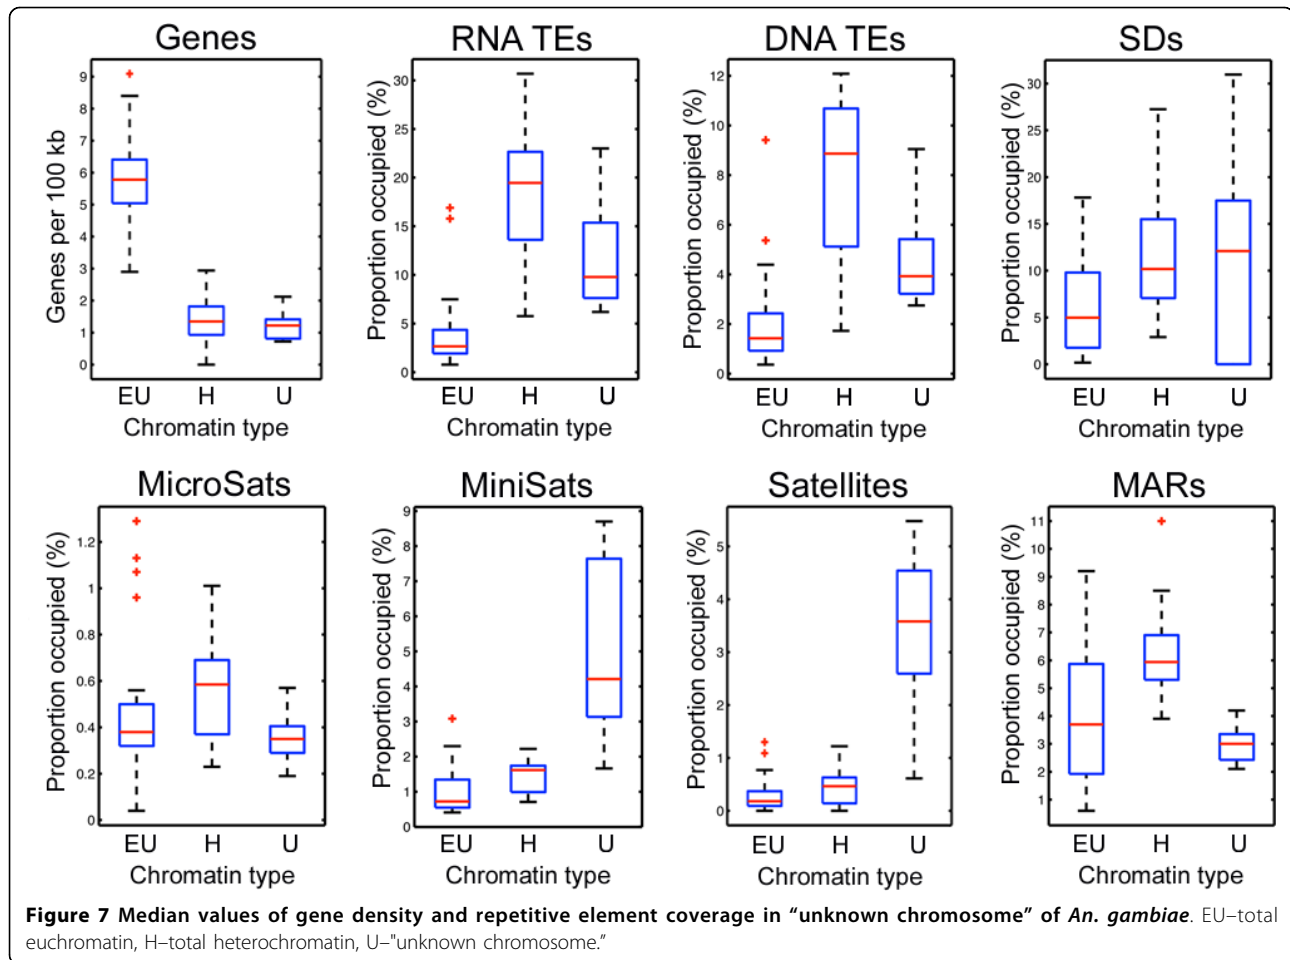 Genes
RNA TEs
DNA TEs
SDs
Genes per 100 kb
9
8
7
6
5
4
3
2
1
0
EU H U
Chromatin type
Proportion occupied (%)
30
25
20
15
10
5
0
EU H U
Chromatin type
Proportion occupied (%)
12
10
8
6
4
2
0
EU H U
Chromatin type
Proportion occupied (%)
30
25
20
15
10
5
0
EU H U
Chromatin type
MicroSats
MiniSats
Satellites
MARs
Proportion occupied (%)
1.2
1
0.8
0.6
0.4
0.2
0
EU H U
Chromatin type
Proportion occupied (%)
9
8
7
6
5
4
3
2
1
0
EU H U
Chromatin type
Proportion occupied (%)
5
4
3
2
1
0
EU H U
Chromatin type
Proportion occupied (%)
11
10
9
8
7
6
5
4
3
2
1
EU H U
Chromatin type
Figure 7 Median values of gene density and repetitive element coverage in “unknown chromosome” of An. gambiae. EU–total
euchromatin, H–total heterochromatin, U–"unknown chromosome.”